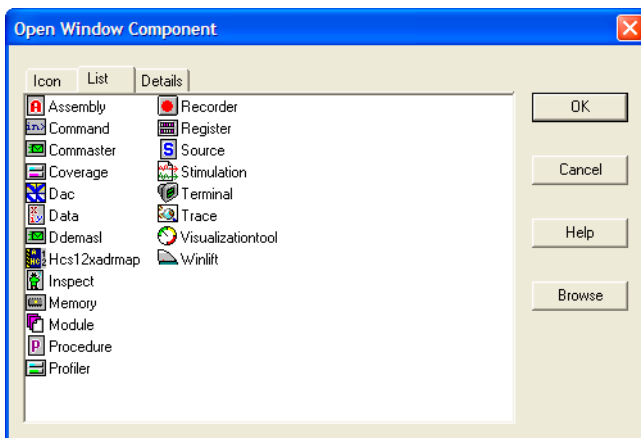 Open Window Component
Icon
List
Details
Assembly
Command
Commaster
Coverage
Dac
Data
Ddemasl
Hcs12xadrmap
Inspect
Memory
Module
Procedure
Profiler
Recorder
Register
Source
Stimulation
Terminal
Trace
Visualizationtool
Winlift
OK
Cancel
Help
Browse